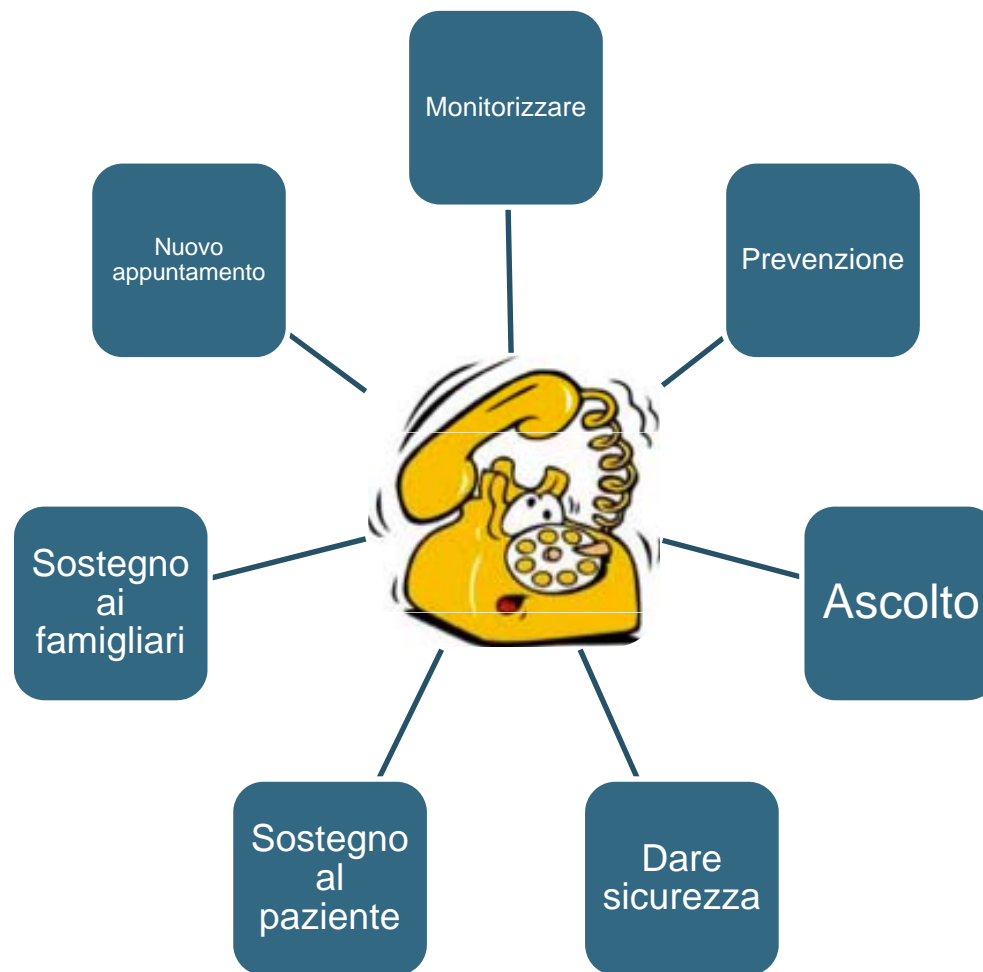 Monitorizzare
Prevenzione
Ascolto
Dare
sicurezza
Sostegno
al
paziente
Sostegno
ai
famigliari
Nuovo
appuntamento